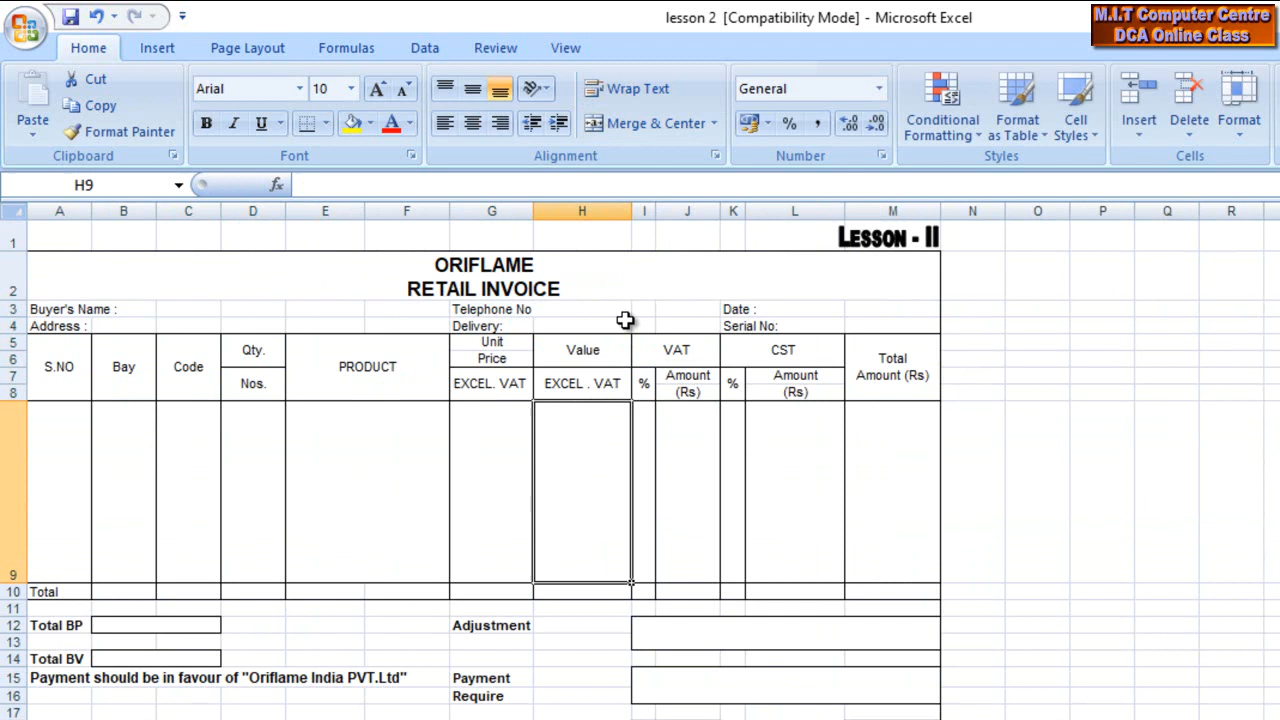 lesson 2 [Compatibility Mode] - Microsoft Excel
M.I.T Computer Centre
DCA Online Class
Home Insert Page Layout Formulas Data Review View
Paste
Cut
Copy
Format Painter
Clipboard
Arial 10
B I U
Font
Wrap Text
Merge & Center
Alignment
General
Number
Conditional Formatting
Format as Table
Cell Styles
Styles
Insert Delete Format
Cells
H9 fx
A B C D E F G H I J K L M N O P Q R
1 LESSON - II
ORIFLAME
2 RETAIL INVOICE
3 Buyer's Name : Telephone No Date :
4 Address : Delivery: Serial No:
5 Unit
S.NO Bay Code Qty. PRODUCT Value VAT CST Total
6 Price
7 Nos. EXCEL. VAT EXCEL . VAT % Amount % Amount Amount (Rs)
8 (Rs) (Rs)
9
10 Total
11
12 Total BP Adjustment
13
14 Total BV
15 Payment should be in favour of "Oriflame India PVT.Ltd" Payment
16 Require
17